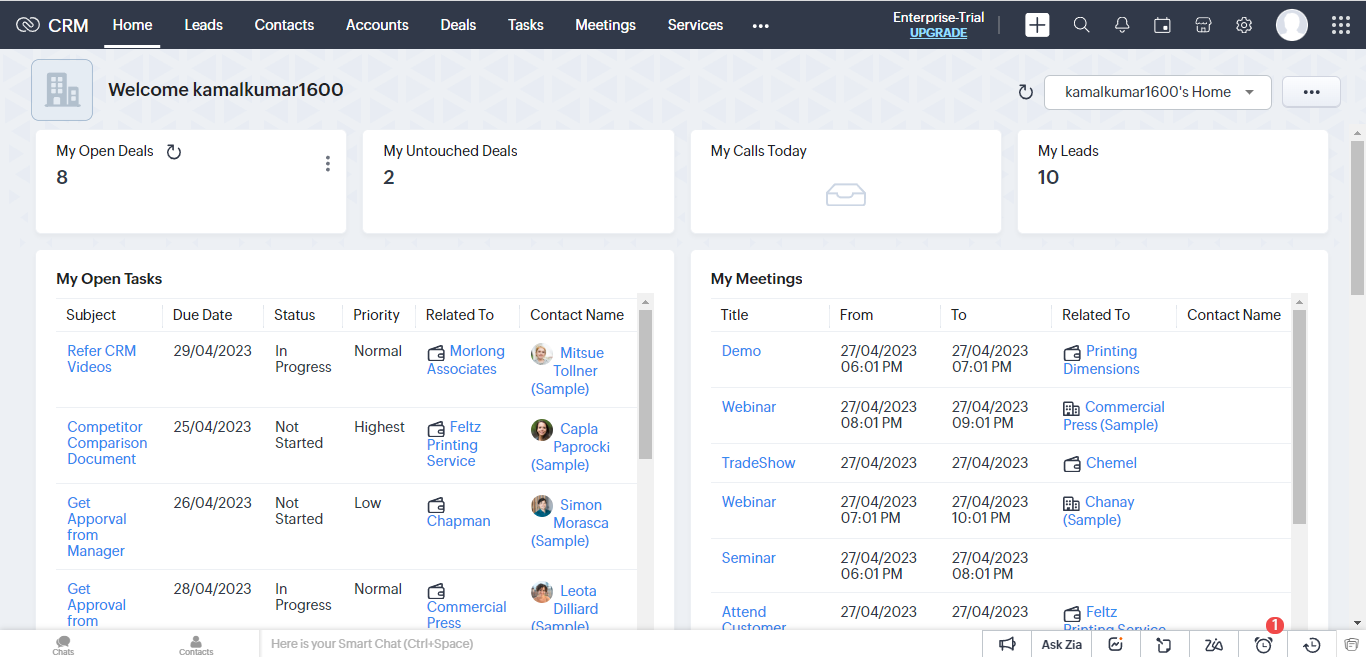 CRM Home Leads Contacts Accounts Deals Tasks Meetings Services ••• Enterprise-Trial
UPGRADE
Welcome kamalkumar1600
kamalkumar1600's Home
My Open Deals
8
My Untouched Deals
2
My Calls Today
My Leads
10
My Open Tasks
Subject Due Date Status Priority Related To Contact Name
Refer CRM 29/04/2023 In Normal Morlong Mitsue
Videos Progress Associates Tollner
(Sample)
Competitor 25/04/2023 Not Highest Feltz Capla
Comparison Started Printing Paprocki
Document Service (Sample)
Get 26/04/2023 Not Low Simon
Apporval Started Chapman Morasca
from (Sample)
Manager
Get 28/04/2023 In Normal Leota
Approval Progress Commercial Dilliard
from Press (Sample)
My Meetings
Title From To Related To Contact Name
Demo 27/04/2023 27/04/2023 Printing
06:01 PM 07:01 PM Dimensions
Webinar 27/04/2023 27/04/2023 Commercial
08:01 PM 09:01 PM Press (Sample)
TradeShow 27/04/2023 27/04/2023 Chemel
Webinar 27/04/2023 27/04/2023 Chanay
07:01 PM 10:01 PM (Sample)
Seminar 27/04/2023 27/04/2023
06:01 PM 08:01 PM
Attend 27/04/2023 27/04/2023 Feltz
Customer Printing Service
Chats Contacts Here is your Smart Chat (Ctrl+Space) Ask Zia 1